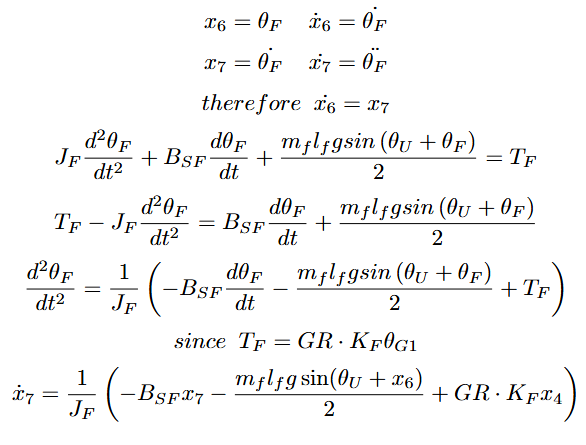 $x_6 = \theta_F \quad \dot{x}_6 = \dot{\theta_F}$
$x_7 = \dot{\theta_F} \quad \dot{x_7} = \ddot{\theta_F}$
$therefore \;\; \dot{x_6} = x_7$
$J_F \frac{d^2\theta_F}{dt^2} + B_{SF} \frac{d\theta_F}{dt} + \frac{m_f l_f g sin\,(\theta_U + \theta_F)}{2} = T_F$
$T_F - J_F \frac{d^2\theta_F}{dt^2} = B_{SF} \frac{d\theta_F}{dt} + \frac{m_f l_f g sin\,(\theta_U + \theta_F)}{2}$
$\frac{d^2\theta_F}{dt^2} = \frac{1}{J_F} \left( -B_{SF} \frac{d\theta_F}{dt} - \frac{m_f l_f g sin\,(\theta_U + \theta_F)}{2} + T_F \right)$
$since \;\; T_F = GR \cdot K_F \theta_{G1}$
$\dot{x}_7 = \frac{1}{J_F} \left( -B_{SF} x_7 - \frac{m_f l_f g \sin(\theta_U + x_6)}{2} + GR \cdot K_F x_4 \right)$